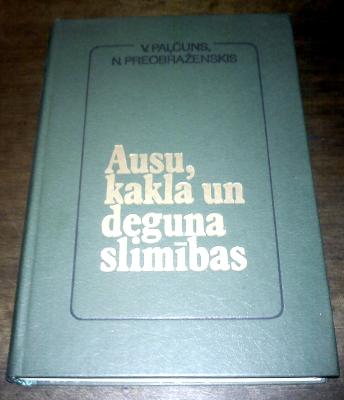 V. PAĻČUNS,
N. PREOBRAŽENSKIS
Ausu,
kakla un
deguna
slimības